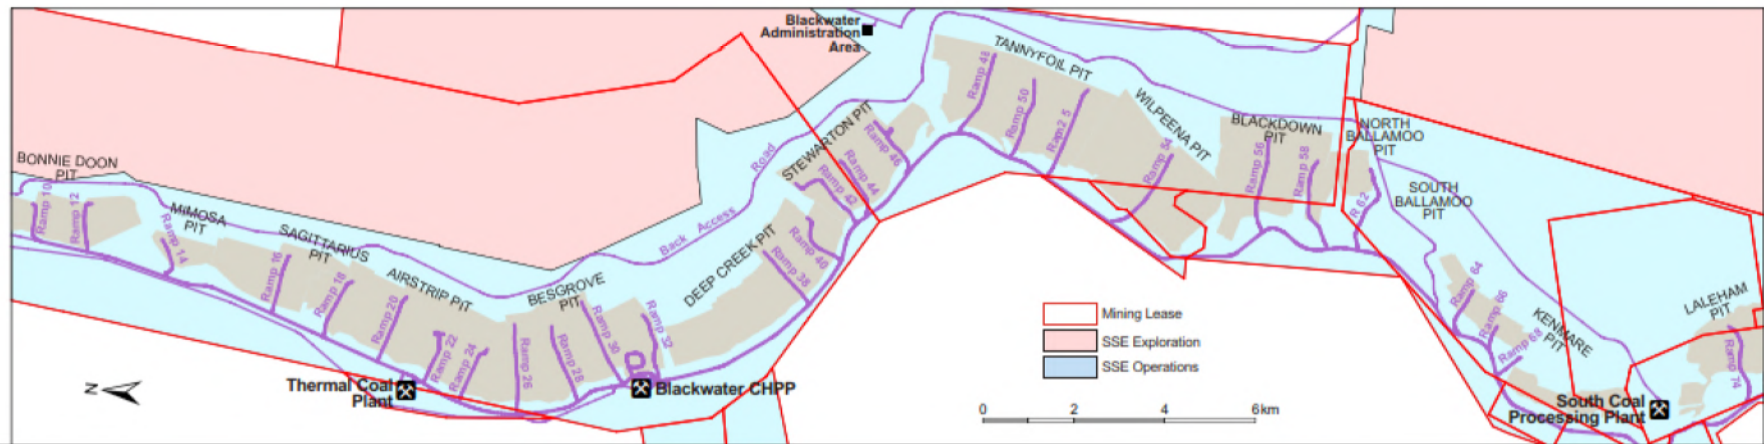 Blackwater
Administration
Area
TANNYFOIL PIT
Ramp 48
Ramp 50
Ramp2 5
WILPEENA PIT
Ramp 54
BLACKDOWN
PIT
Ramp 56
Ramp 58
NORTH
BALLAMOO
PIT
R 62
SOUTH
BALLAMOO
PIT
BONNIE DOON
PIT
Ramp 10
Ramp 12
MIMOSA
PIT
Ramp 14
SAGITTARIUS
PIT
Ramp 16
Ramp 18
AIRSTRIP PIT
Ramp 20
Ramp 22
Ramp 24
BESGROVE
PIT
Ramp 26
Ramp 28
Ramp 30
Ramp 32
Back Access Road
DEEP CREEK PIT
Ramp 38
Ramp 40
STEWARTON PIT
Ramp 42
Ramp 44
Ramp 46
Ramp 64
Ramp 66
Ramp 68
KENMARE
PIT
LALEHAM
PIT
Ramp 74
Mining Lease
SSE Exploration
SSE Operations
N
Thermal Coal
Plant
Blackwater CHPP
0 2 4 6km
South Coal
Processing Plant